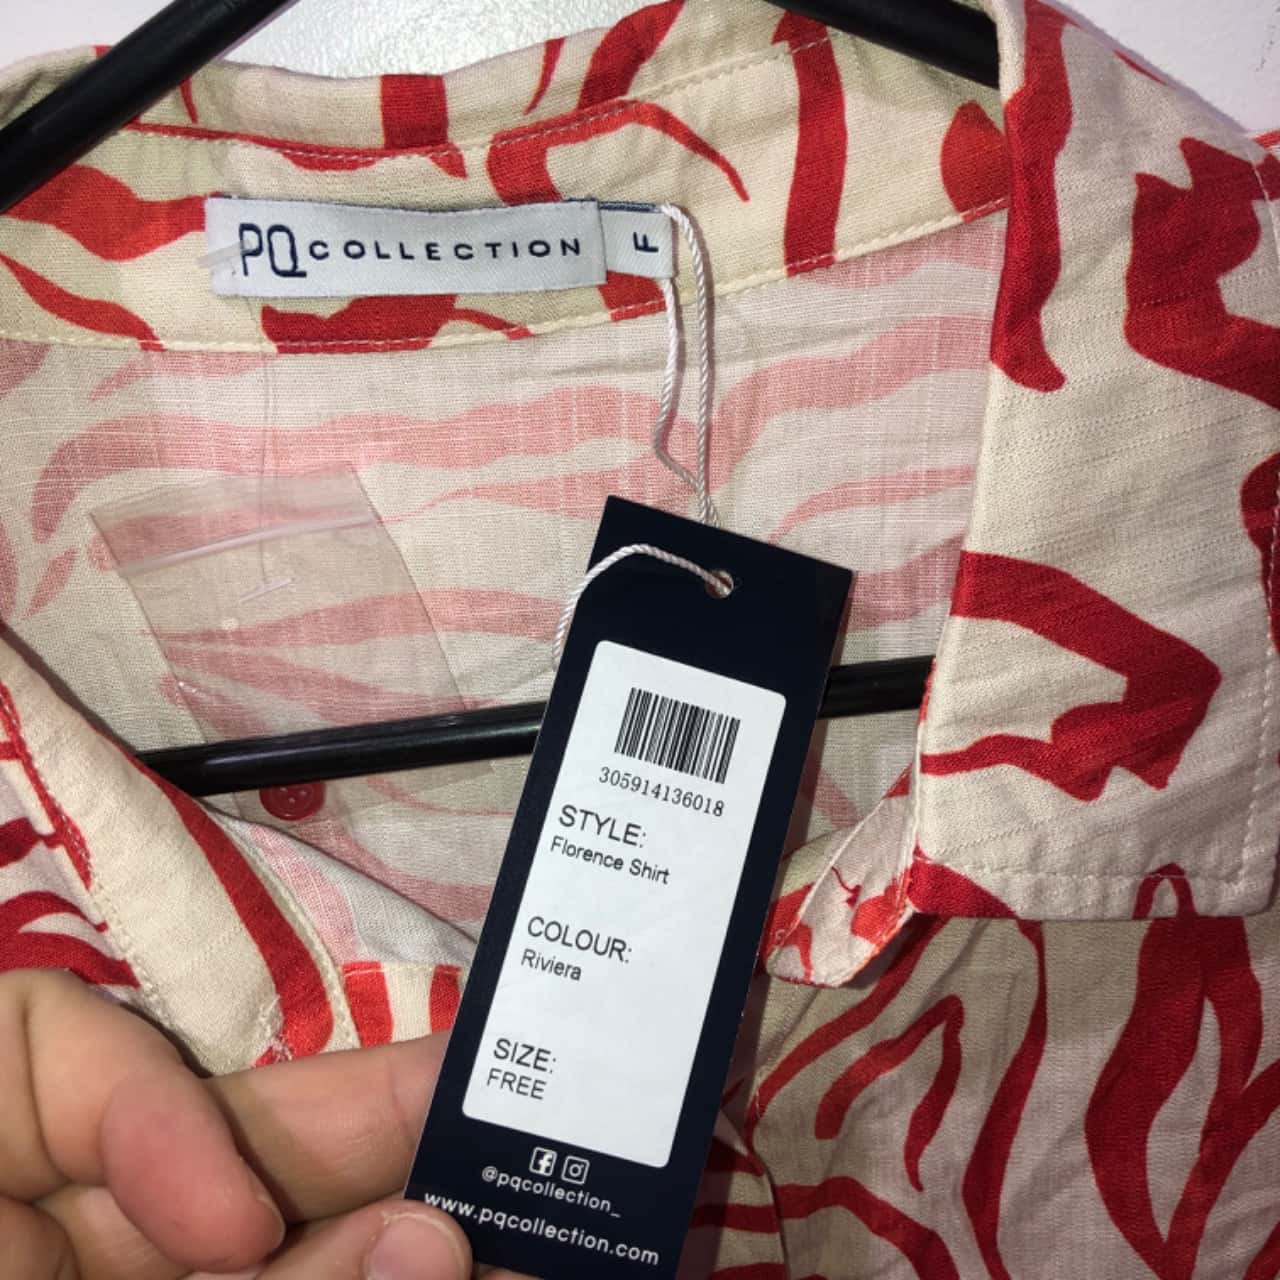 PQ COLLECTION
F
305914136018
STYLE:
Florence Shirt
COLOUR:
Riviera
SIZE:
FREE
@pqcollection_
www.pqcollection.com